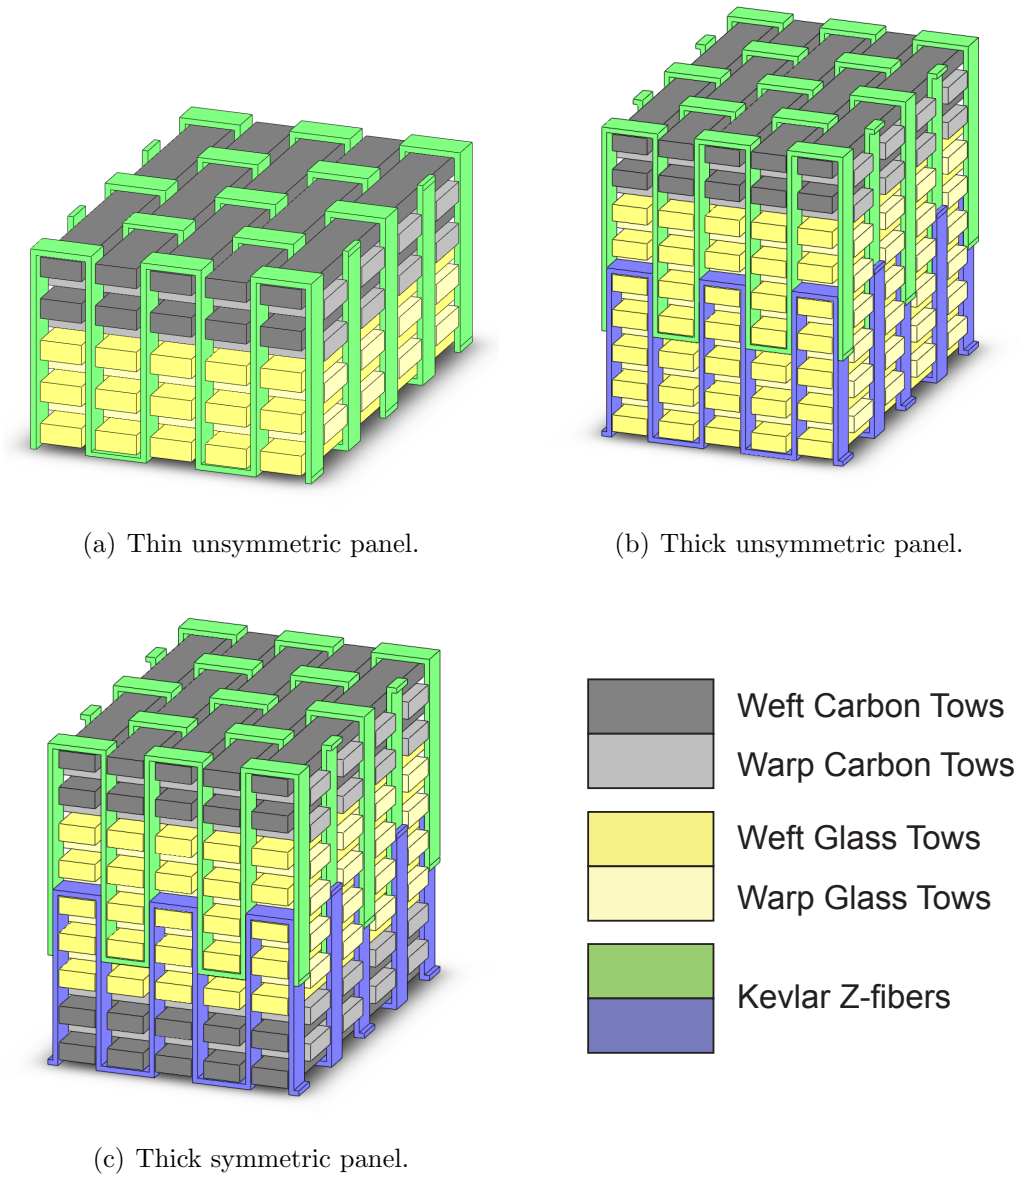 (a) Thin unsymmetric panel.
(b) Thick unsymmetric panel.
Weft Carbon Tows
Warp Carbon Tows
Weft Glass Tows
Warp Glass Tows
Kevlar Z-fibers
(c) Thick symmetric panel.